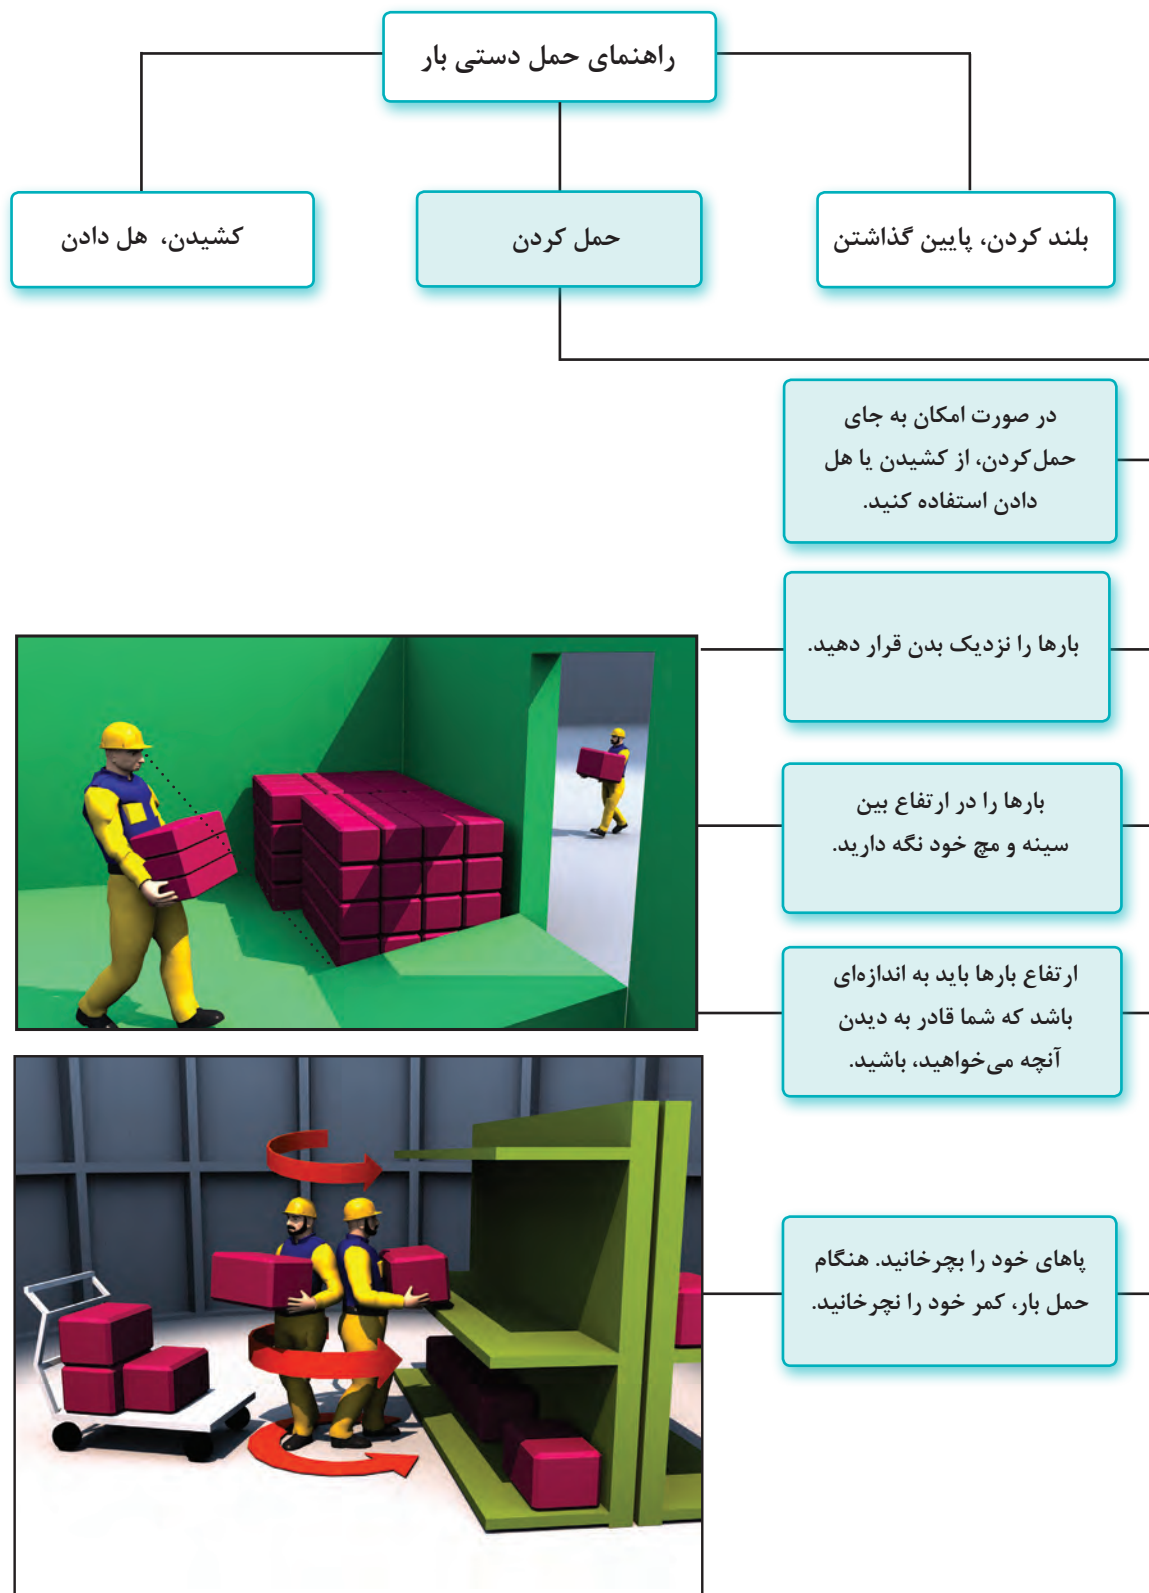 راهنمای حمل دستی بار
بلند کردن، پایین گذاشتن
حمل کردن
کشیدن، هل دادن
در صورت امکان به جای
حمل‌کردن، از کشیدن یا هل
دادن استفاده کنید.
بارها را نزدیک بدن قرار دهید.
بارها را در ارتفاع بین
سینه و مچ خود نگه دارید.
ارتفاع بارها باید به اندازه‌ای
باشد که شما قادر به دیدن
آنچه می‌خواهید، باشید.
پاهای خود را بچرخانید. هنگام
حمل بار، کمر خود را نچرخانید.